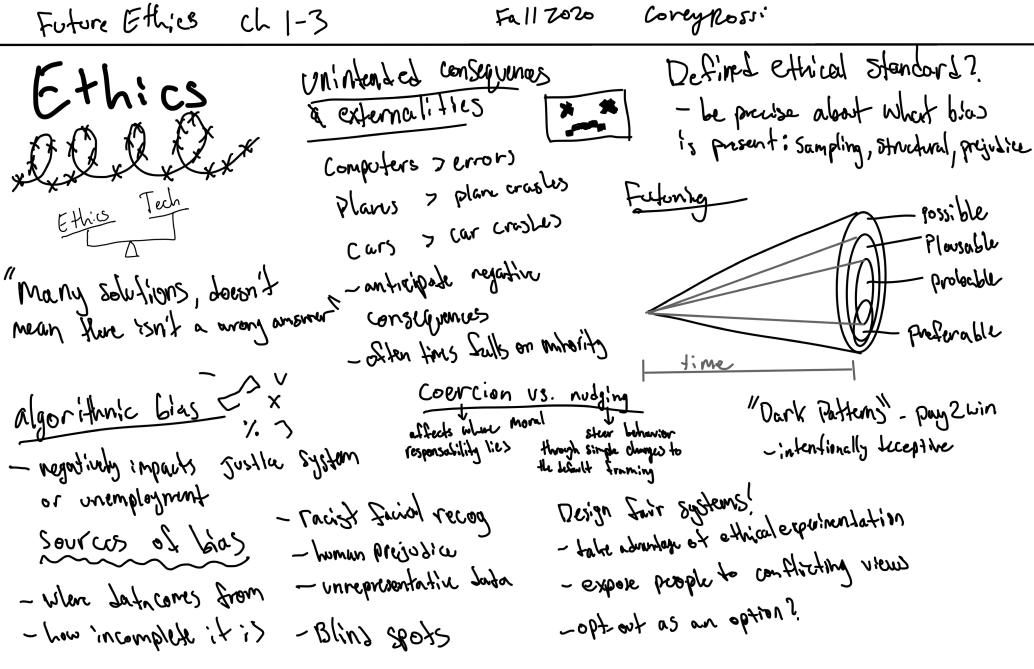 Future Ethics ch 1-3 Fall 2020 Corey Rossi
Ethics
Ethics Tech
"Many solutions, doesn't
mean there isn't a wrong answer"
algorithmic bias
- negatively impacts justice system
or unemployment
Sources of bias
- where data comes from
- how incomplete it is
- racist facial recog
- human prejudice
- unrepresentative data
- Blind spots
unintended consequences
& externalities
Computers > errors
Planes > plane crashes
Cars > car crashes
- anticipate negative
consequences
- often times falls on minority
Coercion vs. nudging
affects where moral
responsability lies
steer behavior
through simple changes to
the default framing
Defined ethical standard?
- be precise about what bias
is present: Sampling, structural, prejudice
Futuring
Possible
Plausable
Probable
Preferable
time
"Dark Patterns" - pay2win
- intentionally deceptive
Design fair systems!
- take advantage of ethical experimentation
- expose people to conflicting views
- opt-out as an option?